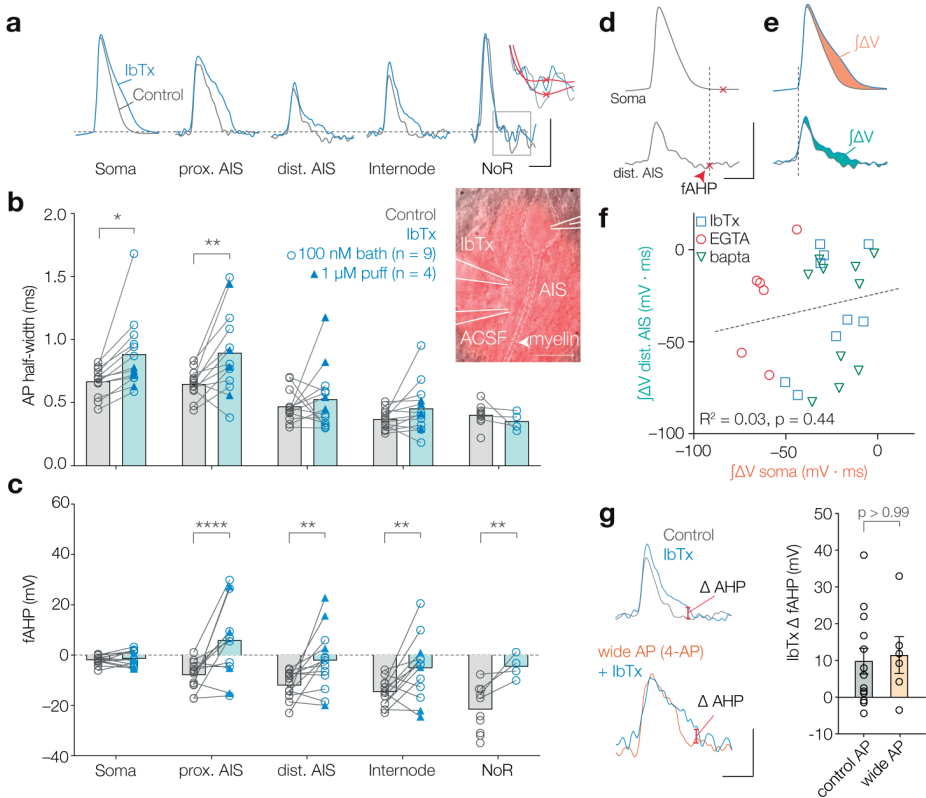 a
IbTx
Control
Soma
prox. AIS
dist. AIS
Internode
NoR
b
AP half-width (ms)
2.0
1.5
1.0
0.5
0.0
*
**
Control
IbTx
100 nM bath (n = 9)
1 µM puff (n = 4)
IbTx
AIS
ACSF
myelin
c
fAHP (mV)
60
40
20
0
−20
−40
****
**
**
**
Soma
prox. AIS
dist. AIS
Internode
NoR
d
Soma
dist. AIS
fAHP
e
∫ΔV
∫ΔV
f
∫ΔV dist. AIS (mV · ms)
0
−50
−100
IbTx
EGTA
bapta
R² = 0.03, p = 0.44
−100
−50
0
∫ΔV soma (mV · ms)
g
Control
IbTx
Δ AHP
wide AP (4-AP)
+ IbTx
Δ AHP
IbTx Δ fAHP (mV)
50
40
30
20
10
0
-10
p > 0.99
control AP
wide AP